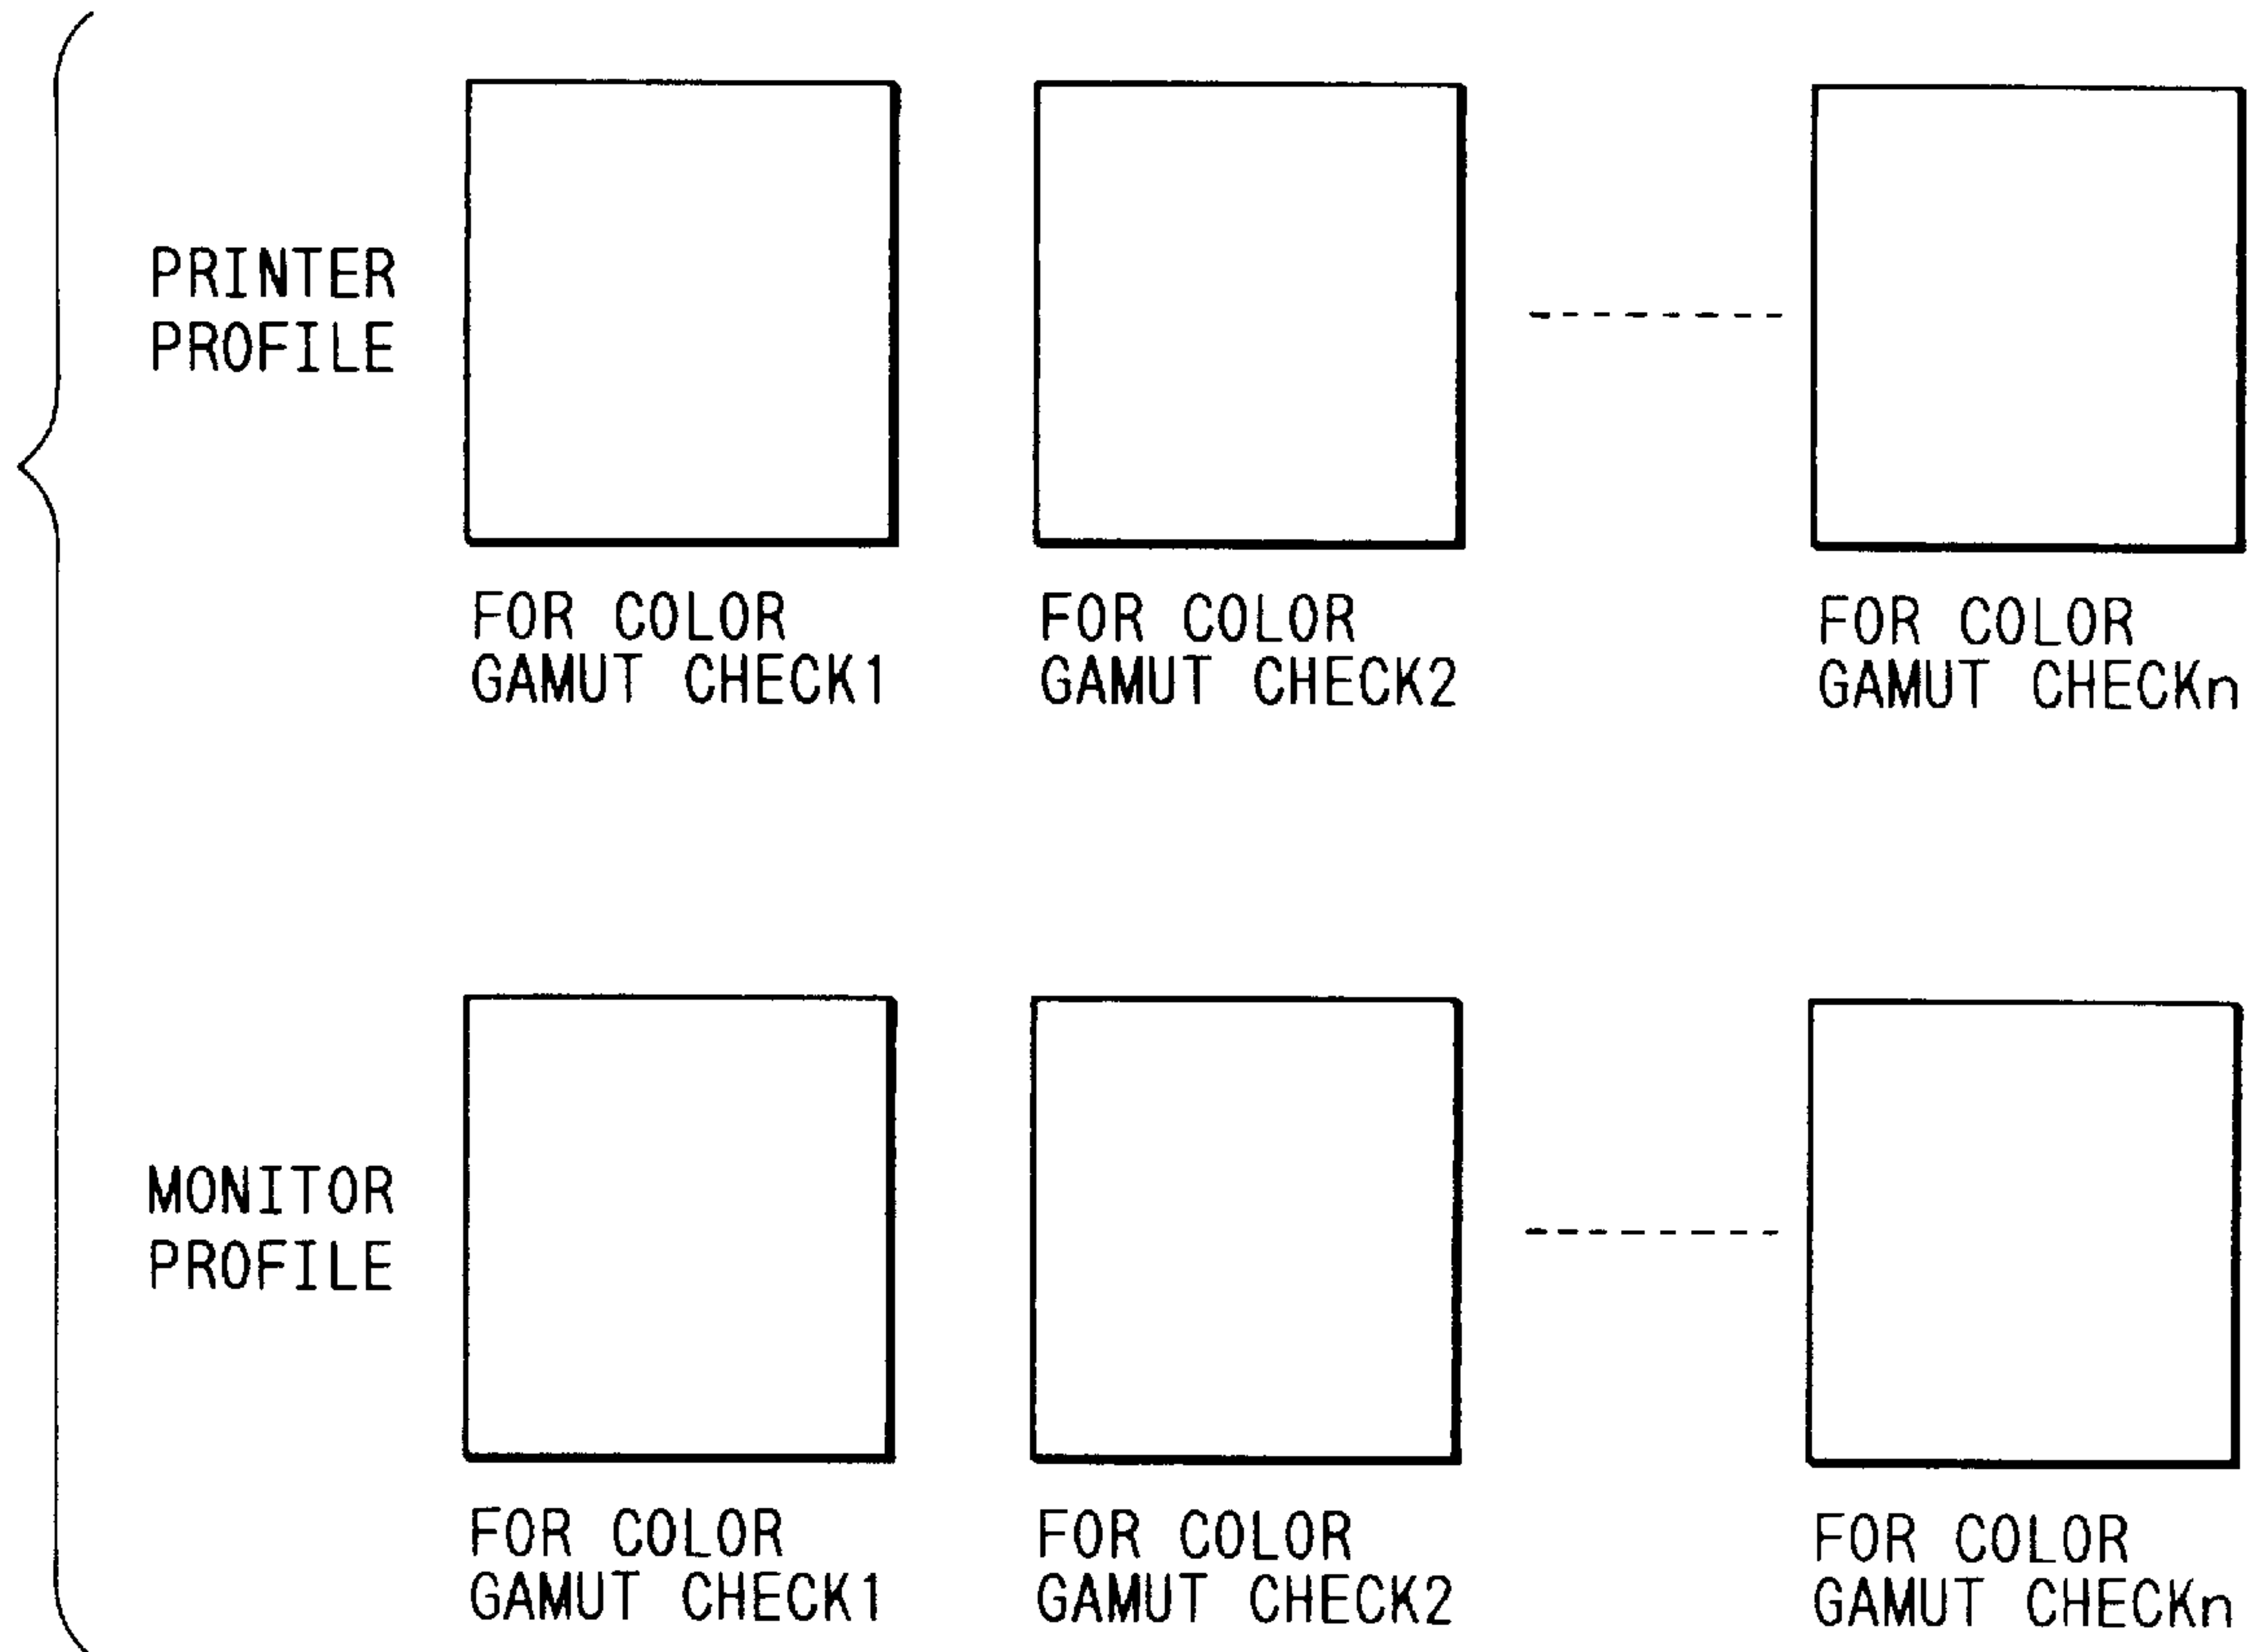 PRINTER
PROFILE
FOR COLOR
GAMUT CHECK1
FOR COLOR
GAMUT CHECK2
FOR COLOR
GAMUT CHECKn
MONITOR
PROFILE
FOR COLOR
GAMUT CHECK1
FOR COLOR
GAMUT CHECK2
FOR COLOR
GAMUT CHECKn